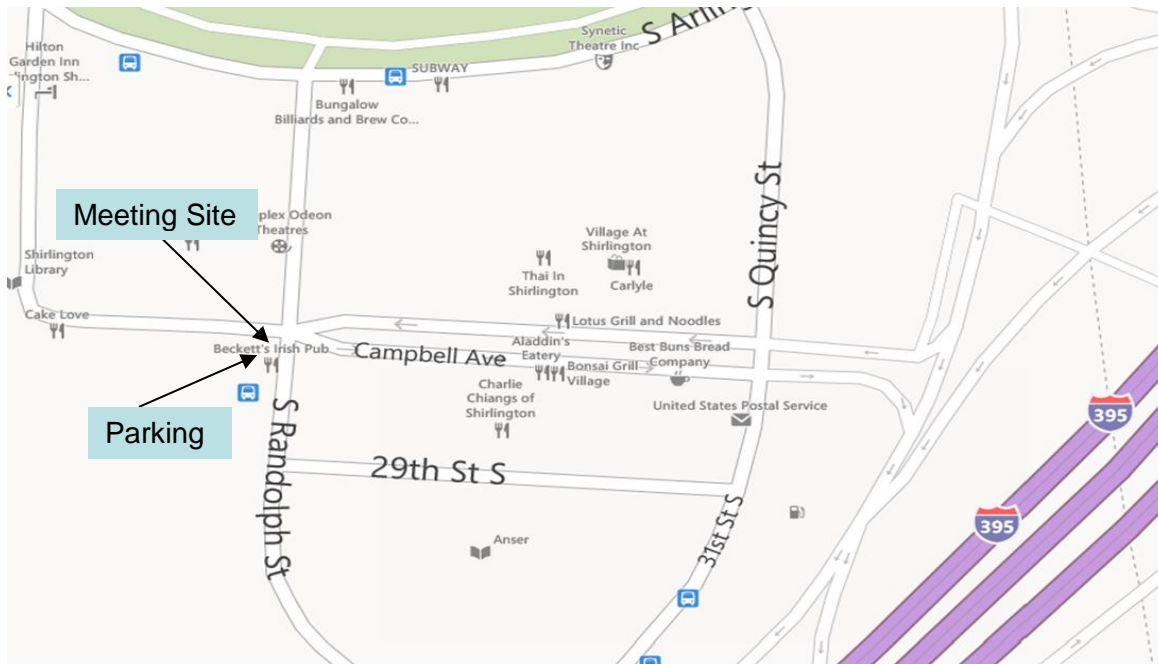 S Arlin
Synetic
Theatre Inc
Hilton
Garden Inn
lington Sh...
SUBWAY
Bungalow
Billiards and Brew Co...
Meeting Site
plex Odeon
Theatres
Village At
Shirlington
Carlyle
Thai In
Shirlington
S Quincy St
Shirlington
Library
Cake Love
Lotus Grill and Noodles
Beckett's Irish Pub
Campbell Ave
Aladdin's
Eatery
Best Buns Bread
Company
Bonsai Grill
Village
Charlie
Chiangs of
Shirlington
United States Postal Service
Parking
S Randolph St
29th St S
31st St S
Anser
395
395